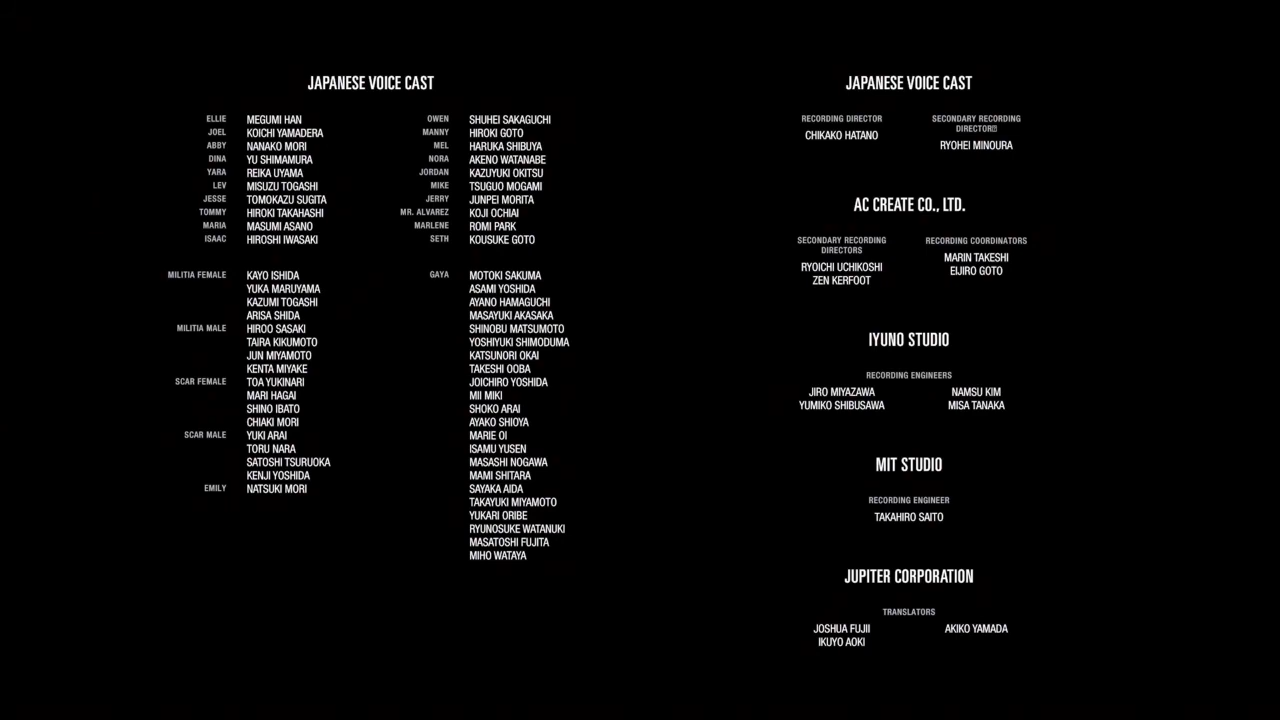 JAPANESE VOICE CAST
ELLIE MEGUMI HAN
JOEL KOICHI YAMADERA
ABBY NANAKO MORI
DINA YU SHIMAMURA
YARA REIKA UYAMA
LEV MISUZU TOGASHI
JESSE TOMOKAZU SUGITA
TOMMY HIROKI TAKAHASHI
MARIA MASUMI ASANO
ISAAC HIROSHI IWASAKI
MILITIA FEMALE KAYO ISHIDA
YUKA MARUYAMA
KAZUMI TOGASHI
ARISA SHIDA
MILITIA MALE HIROO SASAKI
TAIRA KIKUMOTO
JUN MIYAMOTO
KENTA MIYAKE
SCAR FEMALE TOA YUKINARI
MARI HAGAI
SHINO IBATO
CHIAKI MORI
SCAR MALE YUKI ARAI
TORU NARA
SATOSHI TSURUOKA
KENJI YOSHIDA
EMILY NATSUKI MORI
OWEN SHUHEI SAKAGUCHI
MANNY HIROKI GOTO
MEL HARUKA SHIBUYA
NORA AKENO WATANABE
JORDAN KAZUYUKI OKITSU
MIKE TSUGUO MOGAMI
JERRY JUNPEI MORITA
MR. ALVAREZ KOJI OCHIAI
MARLENE ROMI PARK
SETH KOUSUKE GOTO
GAYA MOTOKI SAKUMA
ASAMI YOSHIDA
AYANO HAMAGUCHI
MASAYUKI AKASAKA
SHINOBU MATSUMOTO
YOSHIYUKI SHIMODUMA
KATSUNORI OKAI
TAKESHI OOBA
JOICHIRO YOSHIDA
MII MIKI
SHOKO ARAI
AYAKO SHIOYA
MARIE OI
ISAMU YUSEN
MASASHI NOGAWA
MAMI SHITARA
SAYAKA AIDA
TAKAYUKI MIYAMOTO
YUKARI ORIBE
RYUNOSUKE WATANUKI
MASATOSHI FUJITA
MIHO WATAYA
JAPANESE VOICE CAST
RECORDING DIRECTOR
CHIKAKO HATANO
SECONDARY RECORDING
DIRECTOR
RYOHEI MINOURA
AC CREATE CO., LTD.
SECONDARY RECORDING
DIRECTORS
RYOICHI UCHIKOSHI
ZEN KERFOOT
RECORDING COORDINATORS
MARIN TAKESHI
EIJIRO GOTO
IYUNO STUDIO
RECORDING ENGINEERS
JIRO MIYAZAWA
YUMIKO SHIBUSAWA
NAMSU KIM
MISA TANAKA
MIT STUDIO
RECORDING ENGINEER
TAKAHIRO SAITO
JUPITER CORPORATION
TRANSLATORS
JOSHUA FUJII
IKUYO AOKI
AKIKO YAMADA